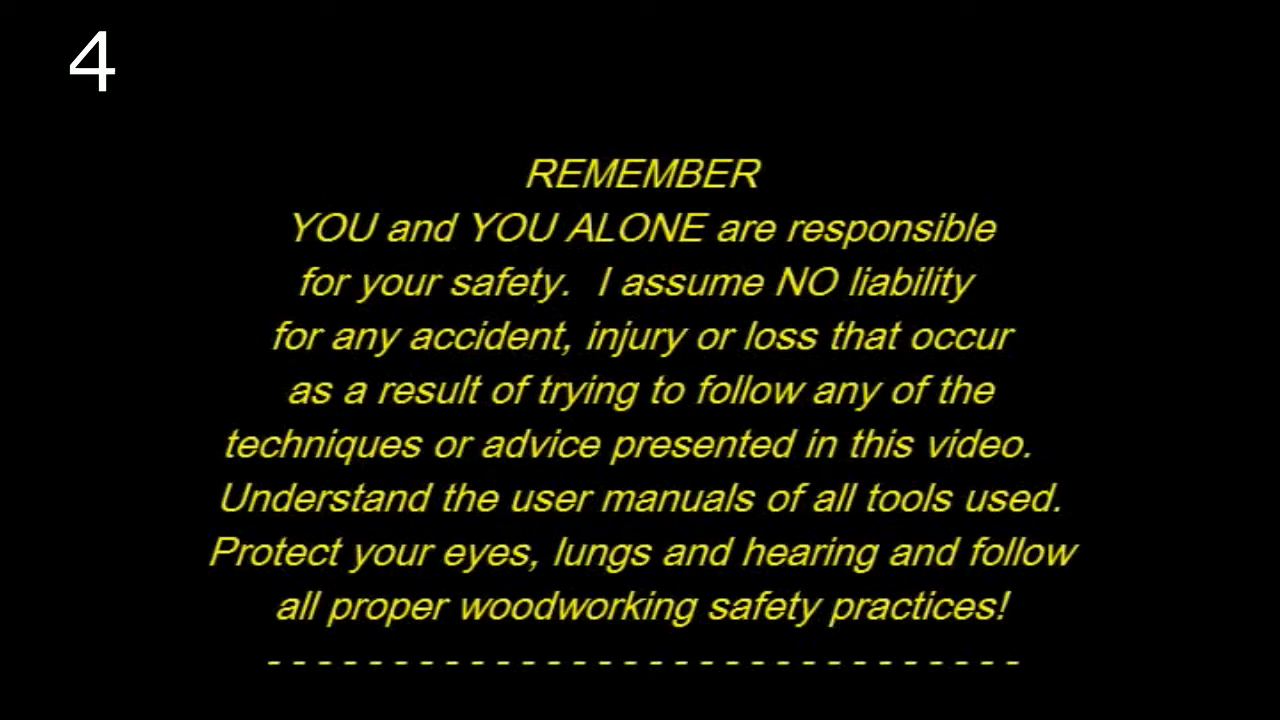 4
REMEMBER
YOU and YOU ALONE are responsible
for your safety.  I assume NO liability
for any accident, injury or loss that occur
as a result of trying to follow any of the
techniques or advice presented in this video.
Understand the user manuals of all tools used.
Protect your eyes, lungs and hearing and follow
all proper woodworking safety practices!
- - - - - - - - - - - - - - - - - - - - - - - - - - - - - -